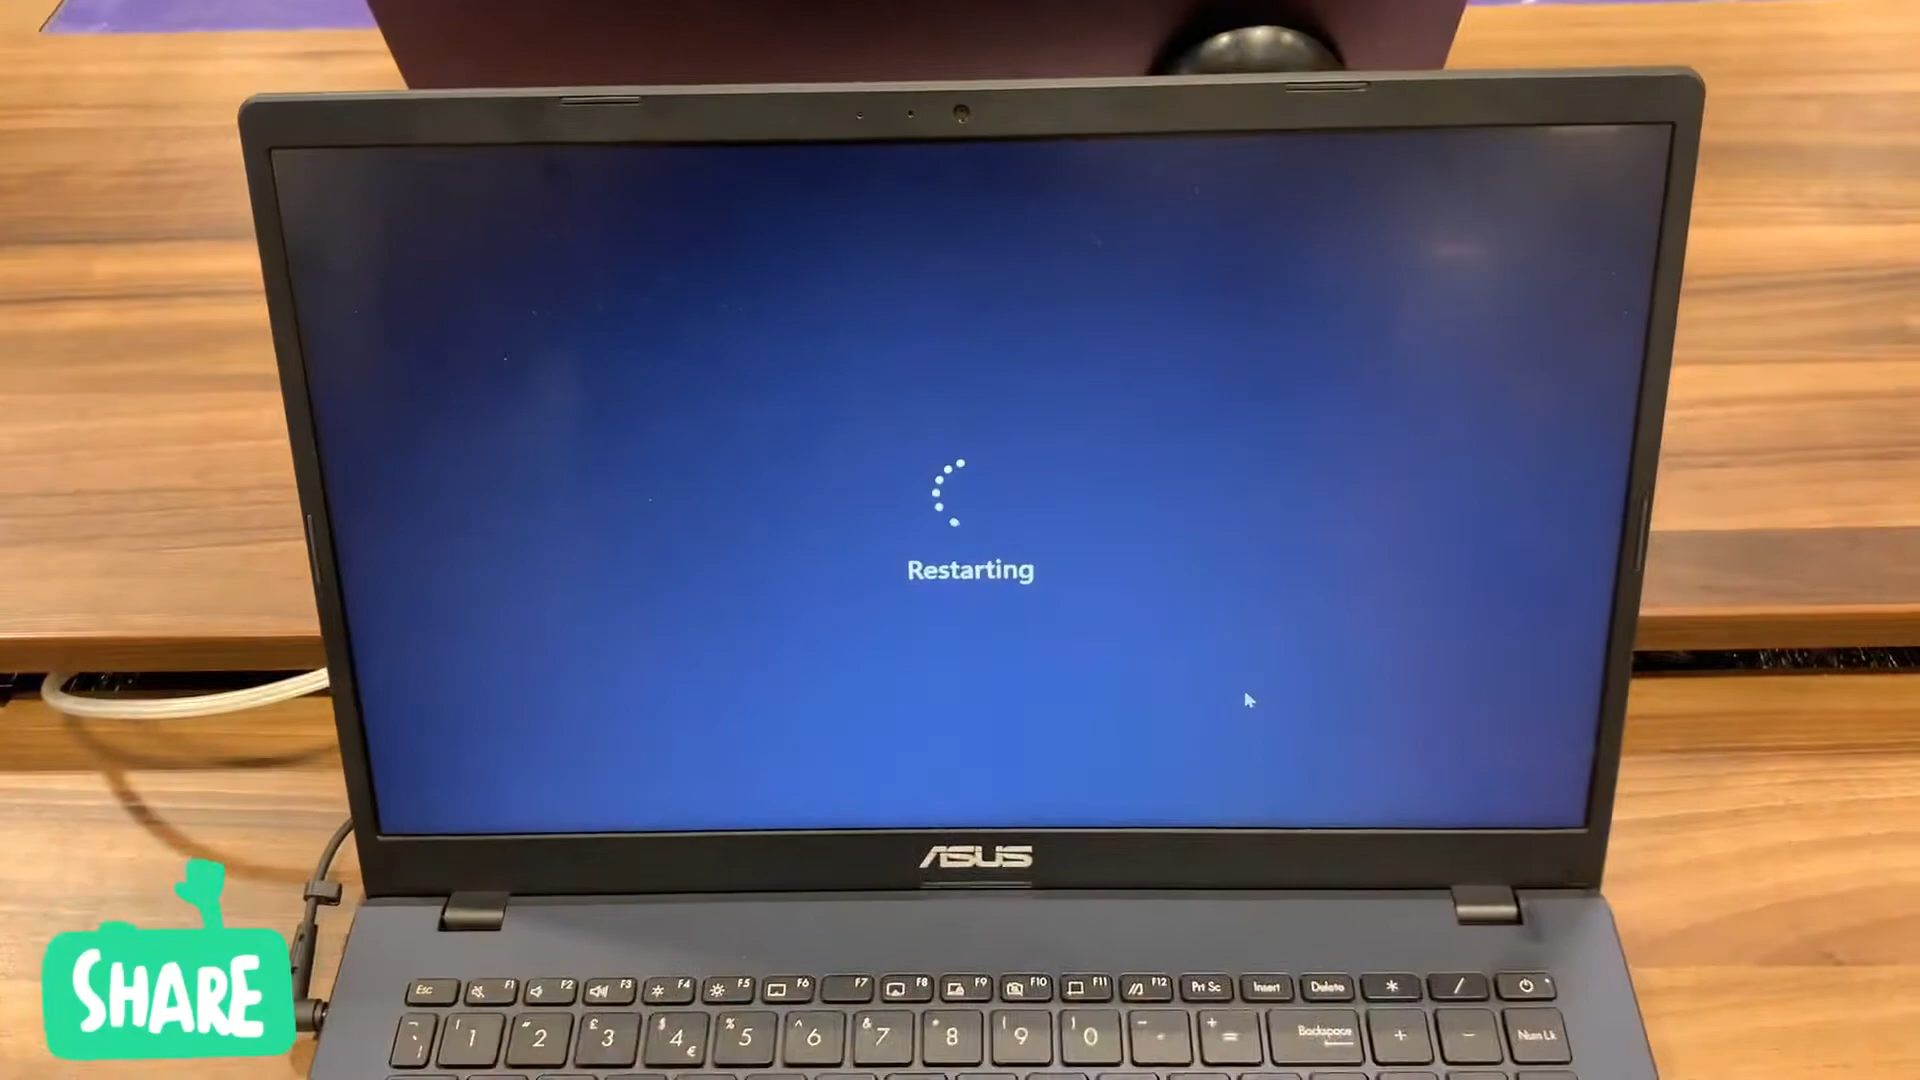 Restarting
ASUS
SHARE
Esc F1 F2 F3 F4 F5 F6 F7 F8 F9 F10 F11 F12 Prt Sc Insert Delete * /
1 " 2 £ 3 $ 4 € % 5 ^ 6 & 7 * 8 ( 9 ) 0 _ - + = Backspace + - Num Lk